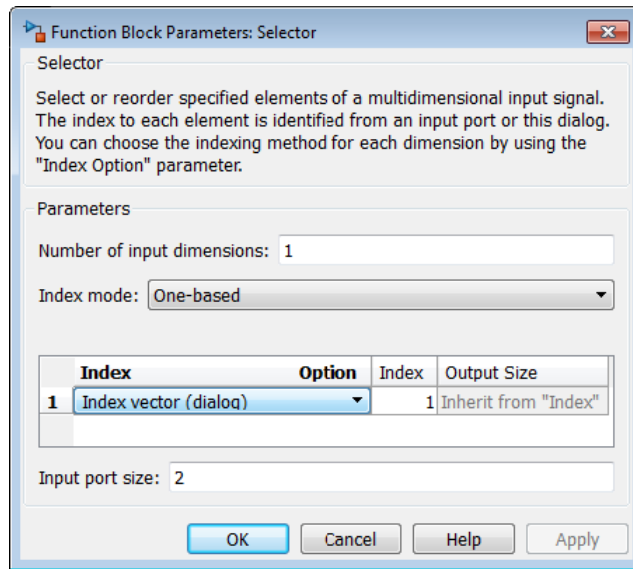 Function Block Parameters: Selector
Selector
Select or reorder specified elements of a multidimensional input signal.
The index to each element is identified from an input port or this dialog.
You can choose the indexing method for each dimension by using the
"Index Option" parameter.
Parameters
Number of input dimensions: 1
Index mode: One-based
Index Option Index Output Size
1 Index vector (dialog) 1 Inherit from "Index"
Input port size: 2
OK Cancel Help Apply